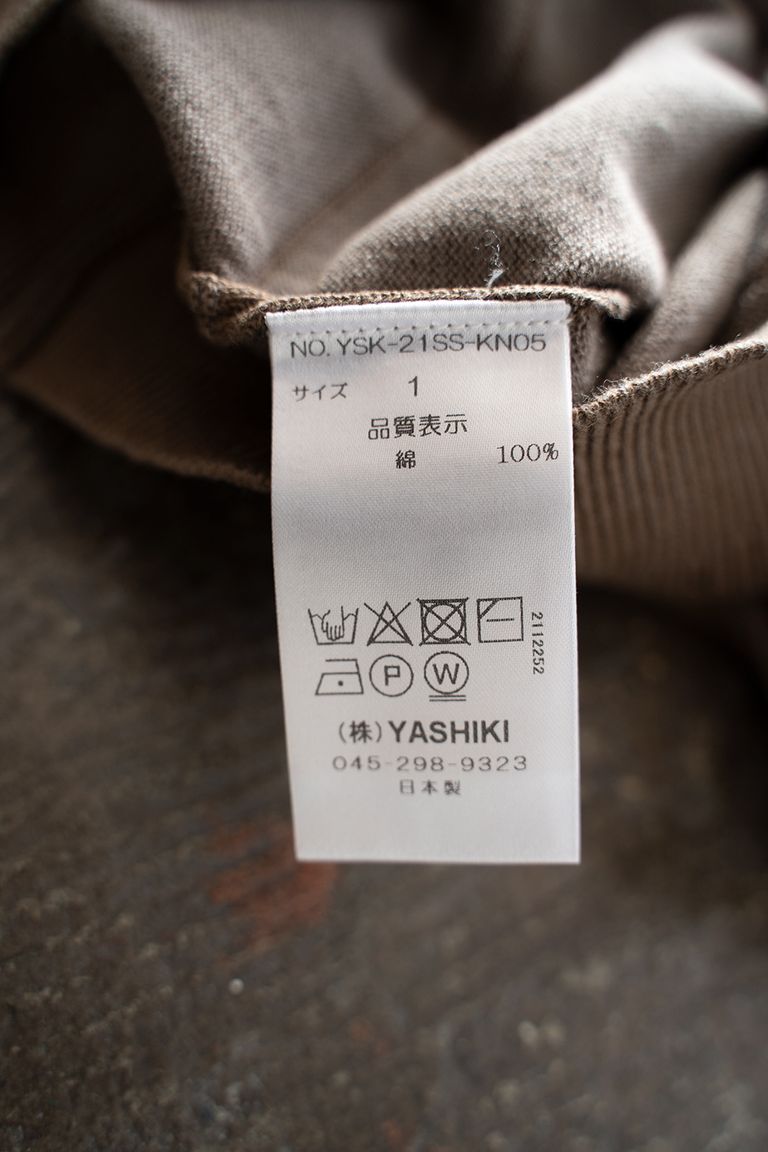 NO. YSK-21SS-KN05
サイズ 1
品質表示
綿 100%
2112252
P W
(株)YASHIKI
045-298-9323
日本製